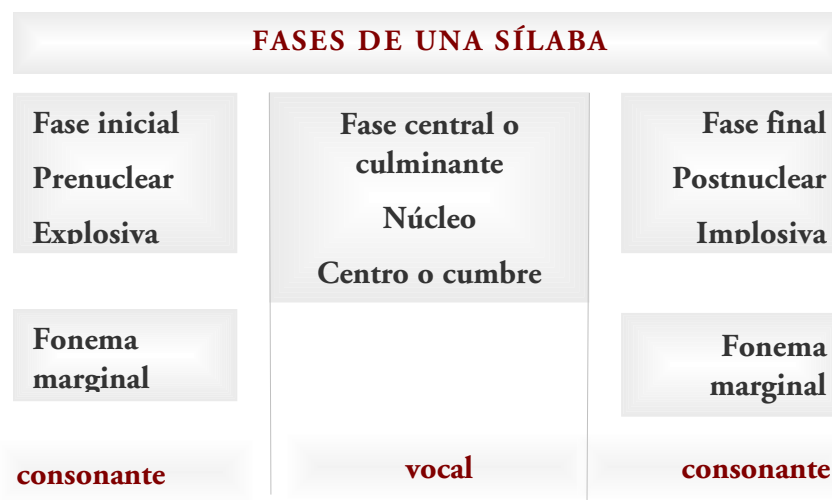 FASES DE UNA SÍLABA
Fase inicial
Prenuclear
Explosiva
Fonema
marginal
consonante
Fase central o
culminante
Núcleo
Centro o cumbre
vocal
Fase final
Postnuclear
Implosiva
Fonema
marginal
consonante